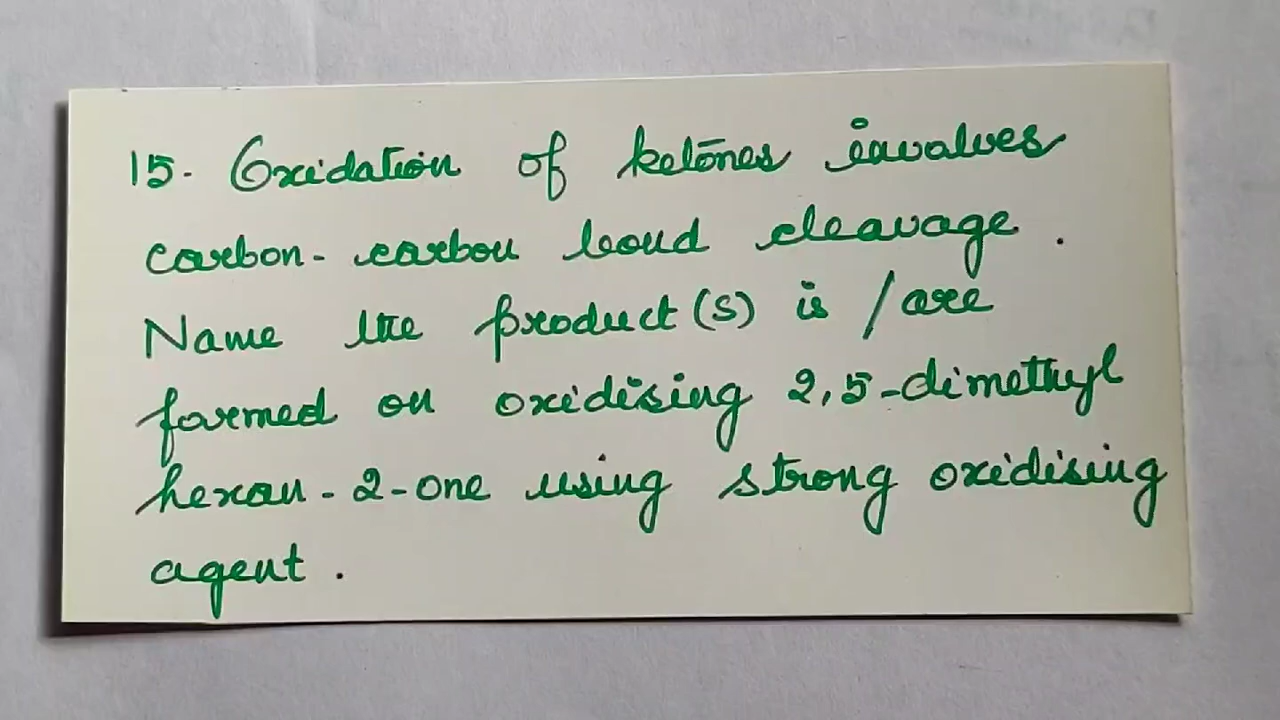 15. Oxidation of ketones involves
carbon-carbon bond cleavage.
Name the product(s) is/are
formed on oxidising 2,5-dimethyl
hexan-2-one using strong oxidising
agent.